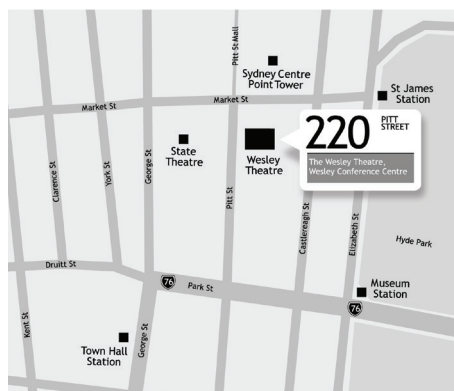 Pitt St Mall
Sydney Centre
Point Tower
St James
Station
Market St
Market St
220
PITT
STREET
The Wesley Theatre,
Wesley Conference Centre
State
Theatre
Wesley
Theatre
Clarence St
York St
George St
Pitt St
Castlereagh St
Elizabeth St
Hyde Park
Druitt St
76
Park St
Museum
Station
76
Kent St
George St
Town Hall
Station